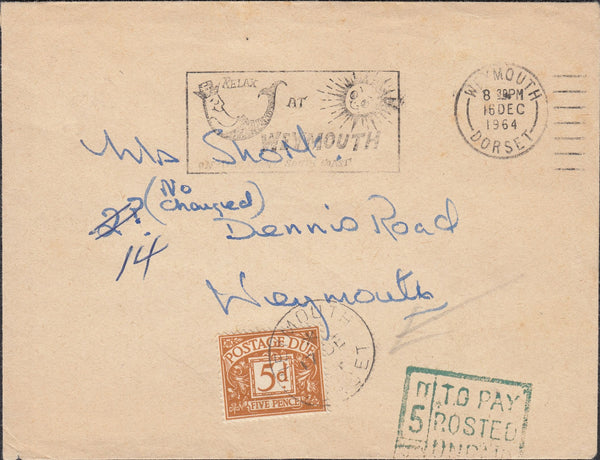 RELAX
AT
WEYMOUTH
WEYMOUTH
8 30PM
16 DEC
1964
DORSET
Mrs Short.
(No
Changed)
2?
14
Dennis Road
Weymouth
POSTAGE DUE
5d
FIVE PENCE
5
TO PAY
POSTED